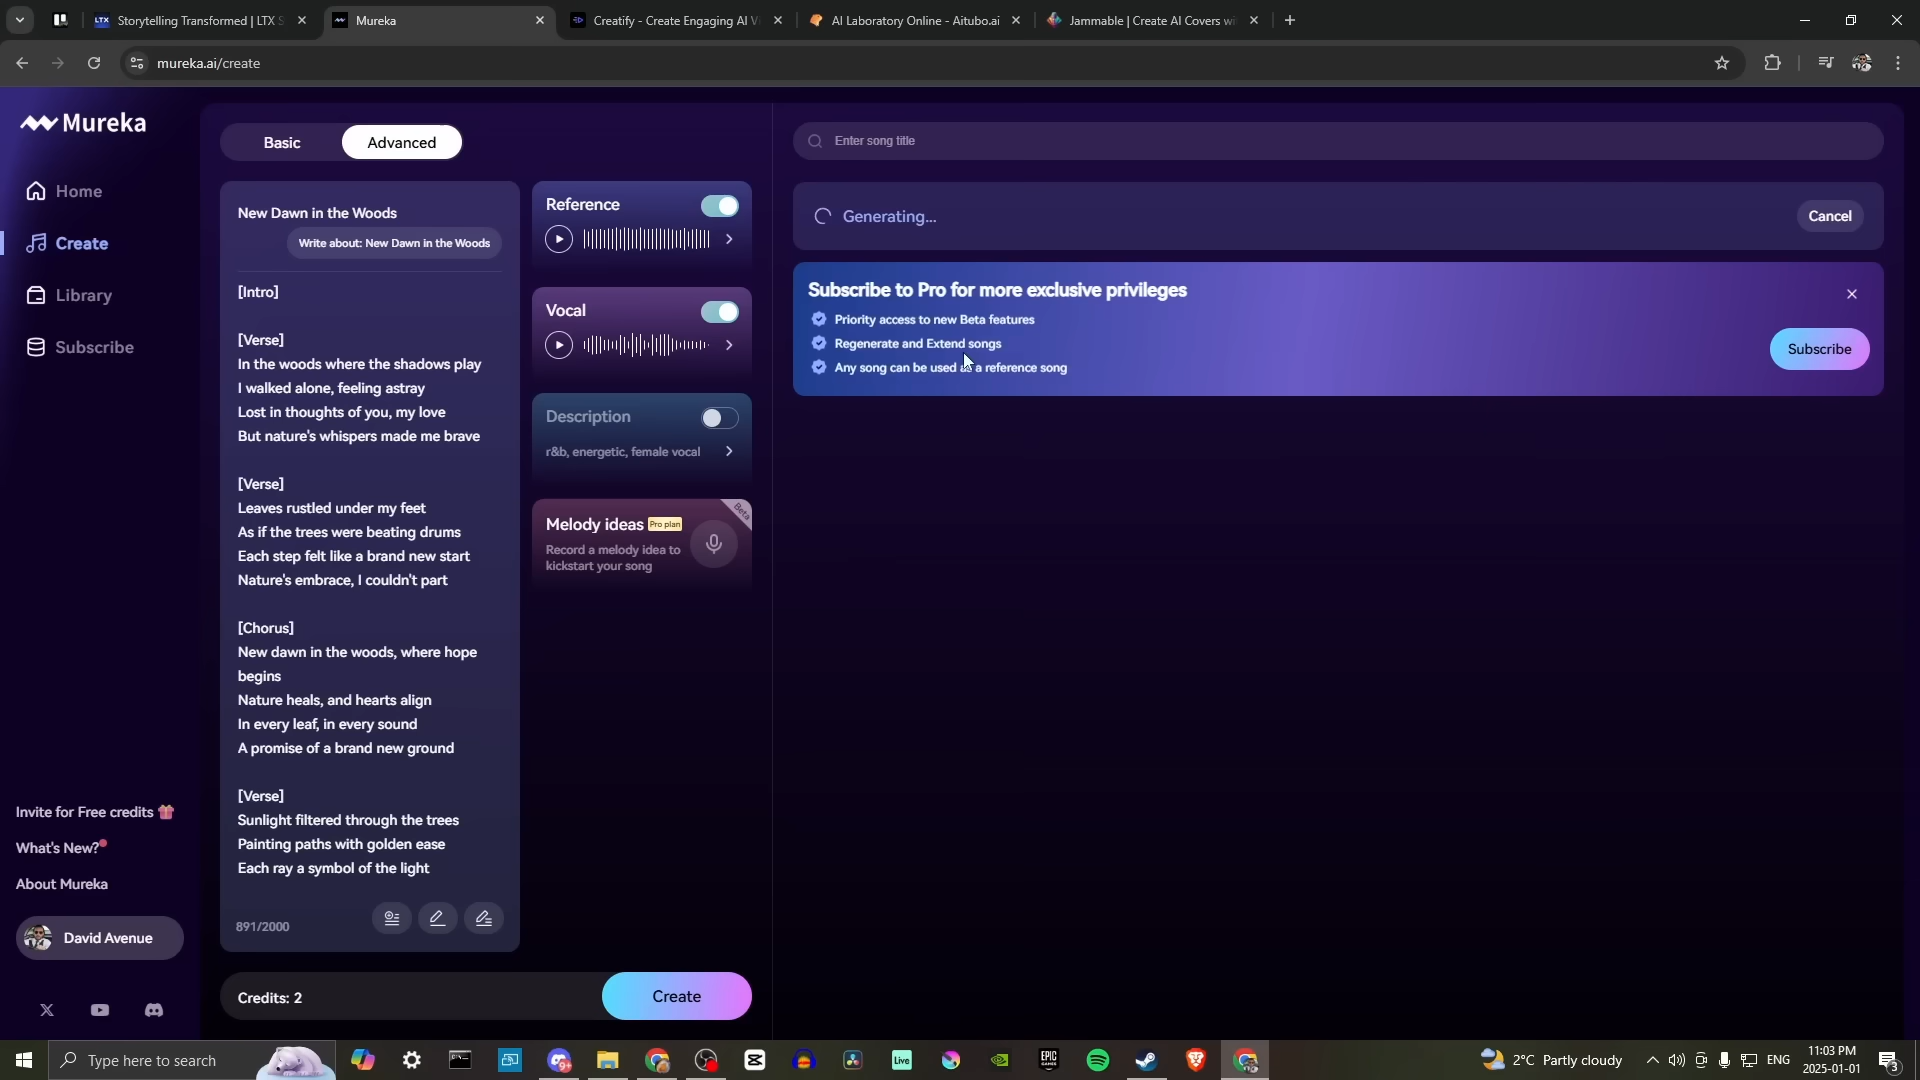 LTX
Storytelling Transformed | LTX S
Mureka
Creatify - Create Engaging AI V
AI Laboratory Online - Aitubo.ai
Jammable | Create AI Covers wi
mureka.ai/create
Mureka
Home
Create
Library
Subscribe
Invite for Free credits
What's New?
About Mureka
David Avenue
Basic
Advanced
New Dawn in the Woods
Write about: New Dawn in the Woods
[Intro]
[Verse]
In the woods where the shadows play
I walked alone, feeling astray
Lost in thoughts of you, my love
But nature's whispers made me brave
[Verse]
Leaves rustled under my feet
As if the trees were beating drums
Each step felt like a brand new start
Nature's embrace, I couldn't part
[Chorus]
New dawn in the woods, where hope
begins
Nature heals, and hearts align
In every leaf, in every sound
A promise of a brand new ground
[Verse]
Sunlight filtered through the trees
Painting paths with golden ease
Each ray a symbol of the light
891/2000
Credits: 2
Create
Reference
Vocal
Description
r&b, energetic, female vocal
Melody ideas
Pro plan
Beta
Record a melody idea to
kickstart your song
Enter song title
Generating...
Cancel
Subscribe to Pro for more exclusive privileges
Priority access to new Beta features
Regenerate and Extend songs
Any song can be used as a reference song
Subscribe
Type here to search
9+
Live
EPIC
GAMES
2°C Partly cloudy
ENG
11:03 PM
2025-01-01
3